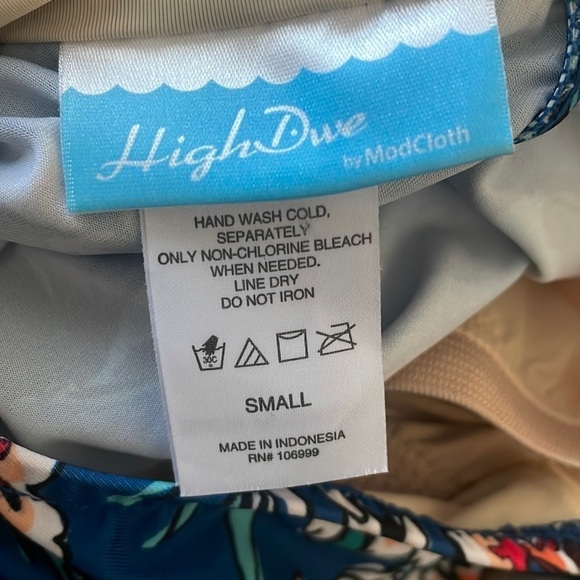 High Dive
by ModCloth
HAND WASH COLD,
SEPARATELY
ONLY NON-CHLORINE BLEACH
WHEN NEEDED.
LINE DRY
DO NOT IRON
30C
SMALL
MADE IN INDONESIA
RN# 106999